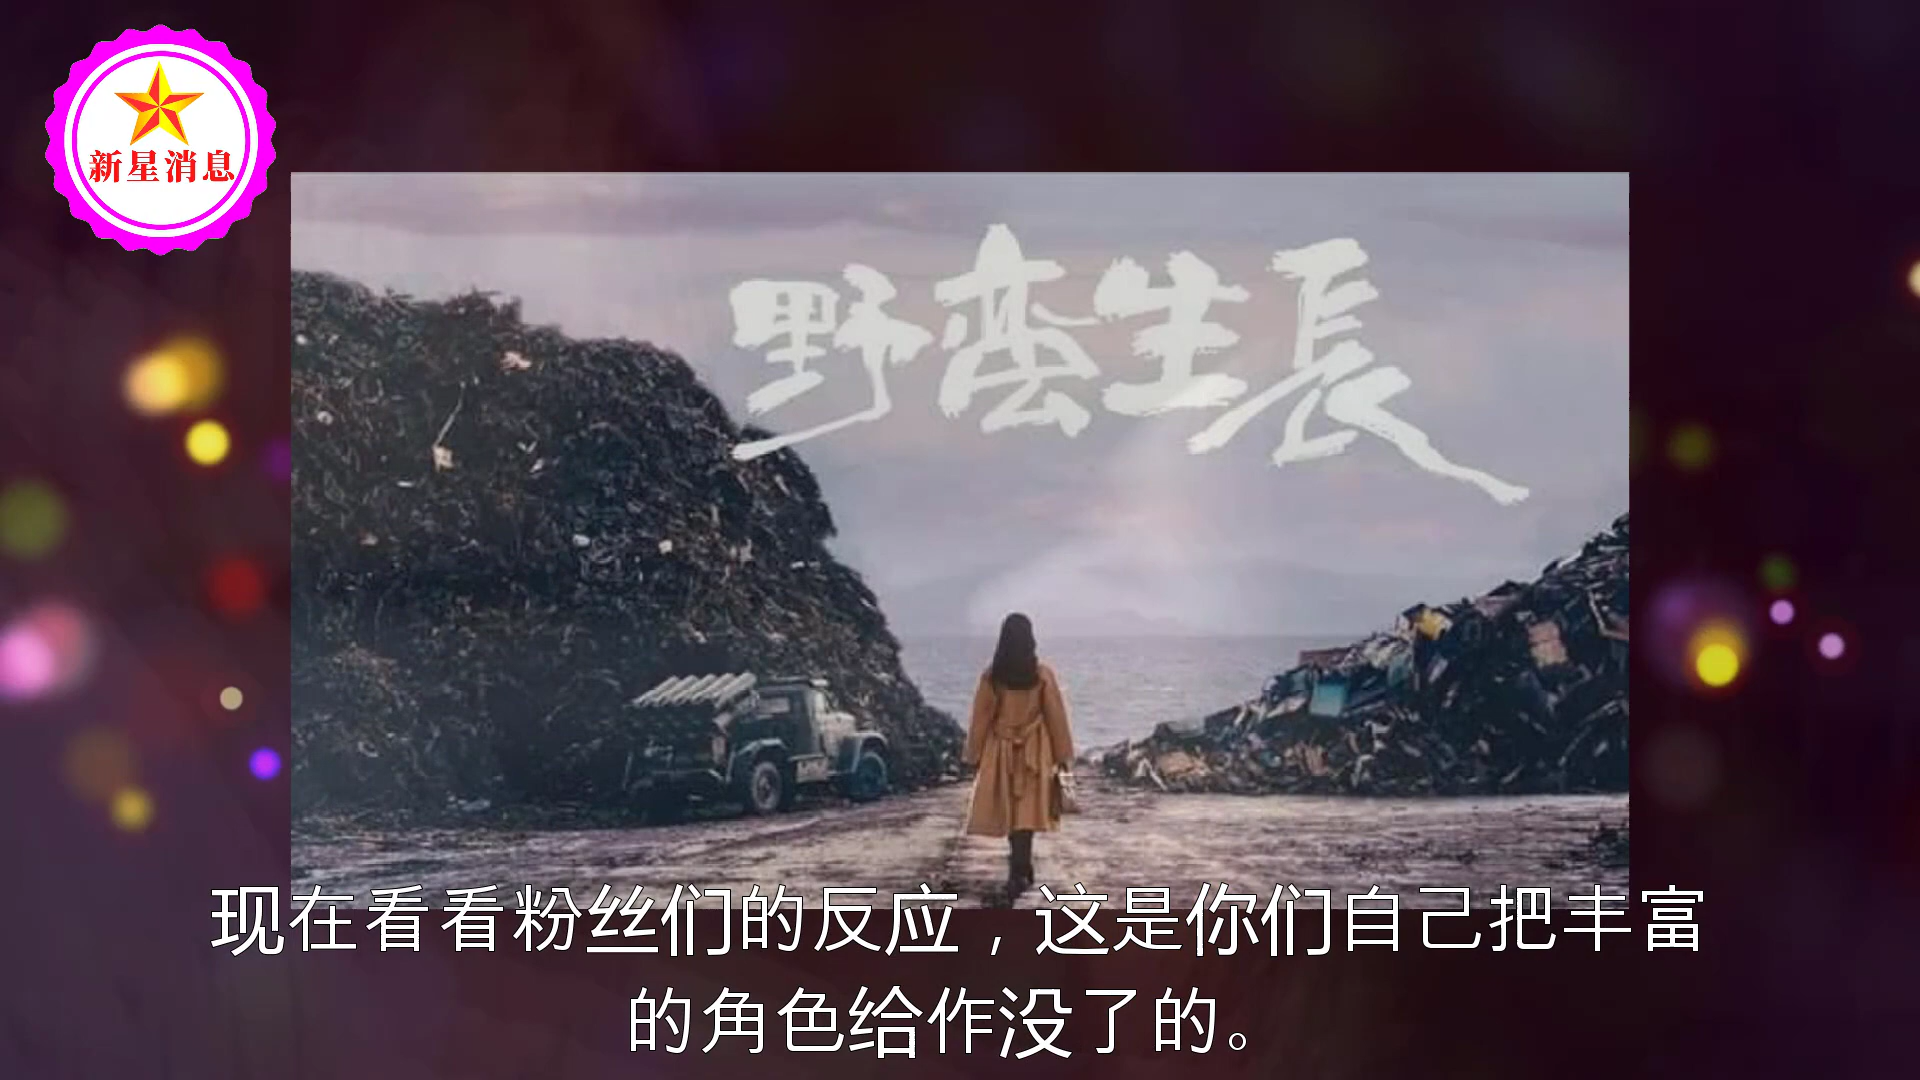 新星消息
野蛮生長
现在看看粉丝们的反应，这是你们自己把丰富
的角色给作没了的。